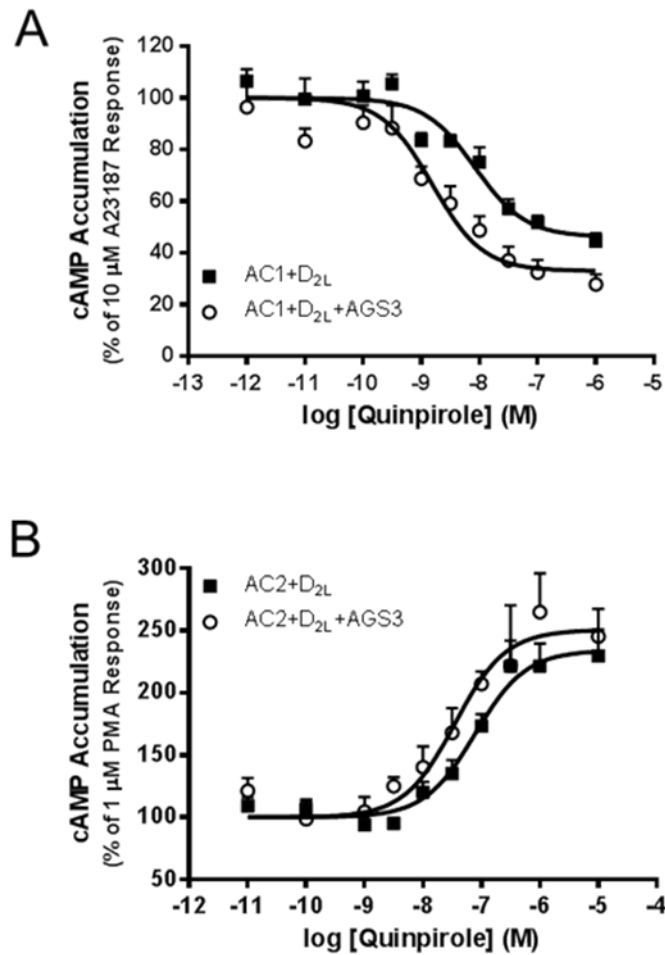 A
cAMP Accumulation
(% of 10 µM A23187 Response)
120
100
80
60
40
20
0
AC1+D2L
AC1+D2L+AGS3
-13 -12 -11 -10 -9 -8 -7 -6 -5
log [Quinpirole] (M)
B
cAMP Accumulation
(% of 1 µM PMA Response)
300
250
200
150
100
50
AC2+D2L
AC2+D2L+AGS3
-12 -11 -10 -9 -8 -7 -6 -5 -4
log [Quinpirole] (M)